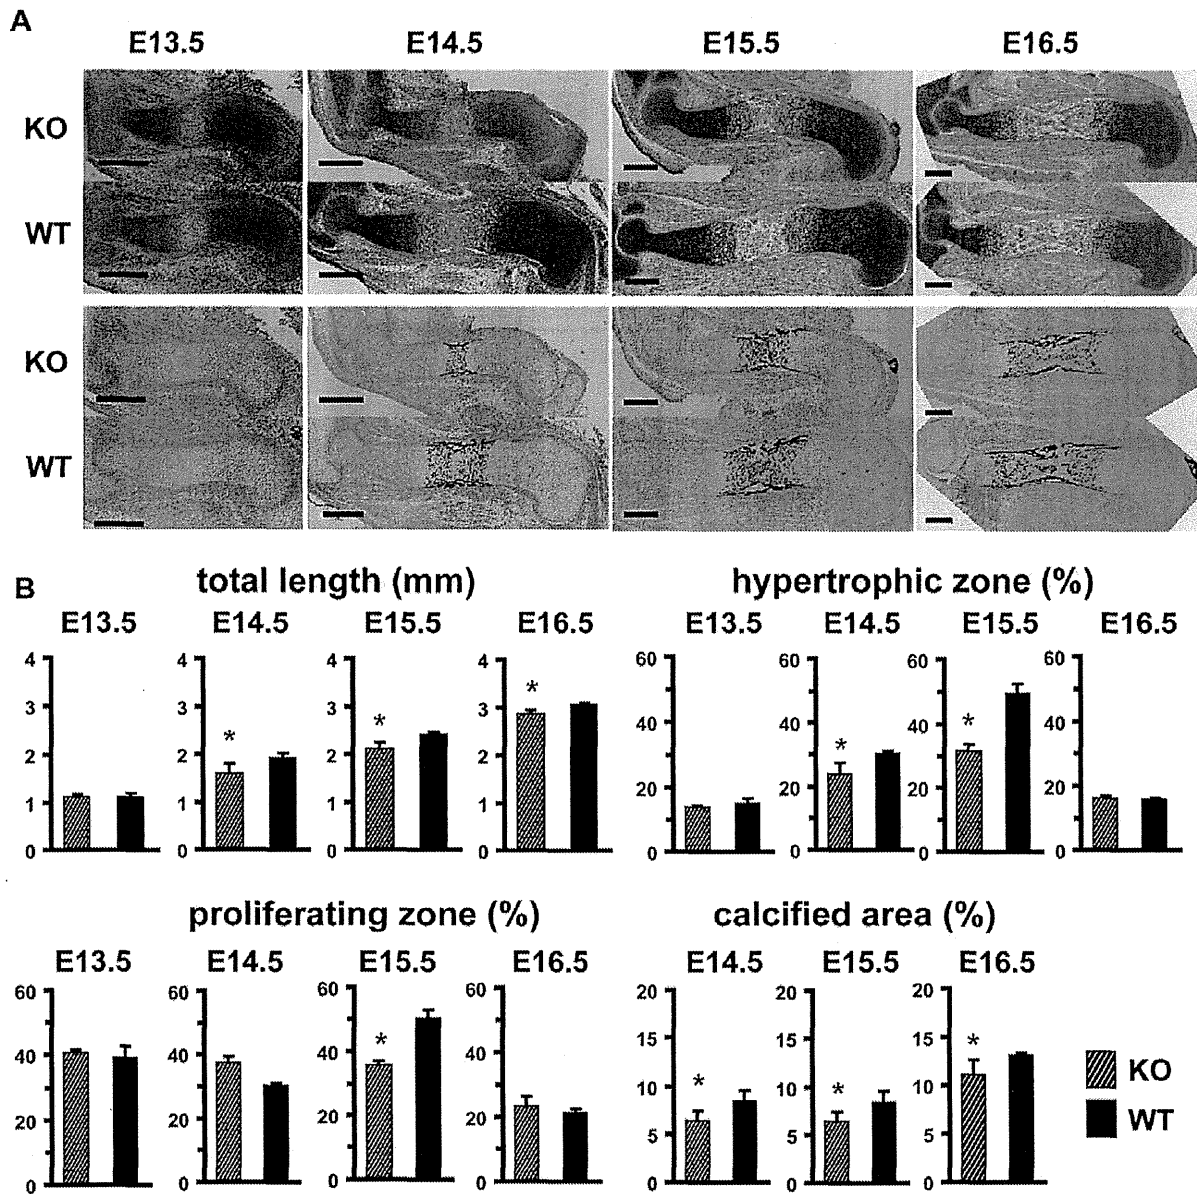 A
E13.5 E14.5 E15.5 E16.5
KO
WT
KO
WT
B
total length (mm) hypertrophic zone (%)
E13.5 E14.5 E15.5 E16.5 E13.5 E14.5 E15.5 E16.5
4 4 4 4 60 60 60 60
3 3 3 3 40 40 40 40
* * * * *
2 2 2 2 20 20 20 20
1 1 1 1
0 0 0 0 0 0 0 0
proliferating zone (%) calcified area (%)
E13.5 E14.5 E15.5 E16.5 E14.5 E15.5 E16.5
60 60 60 60 20 20 20
40 40 40 40 15 15 15
* * * *
20 20 20 20 10 10 10
5 5 5
0 0 0 0 0 0 0
KO
WT